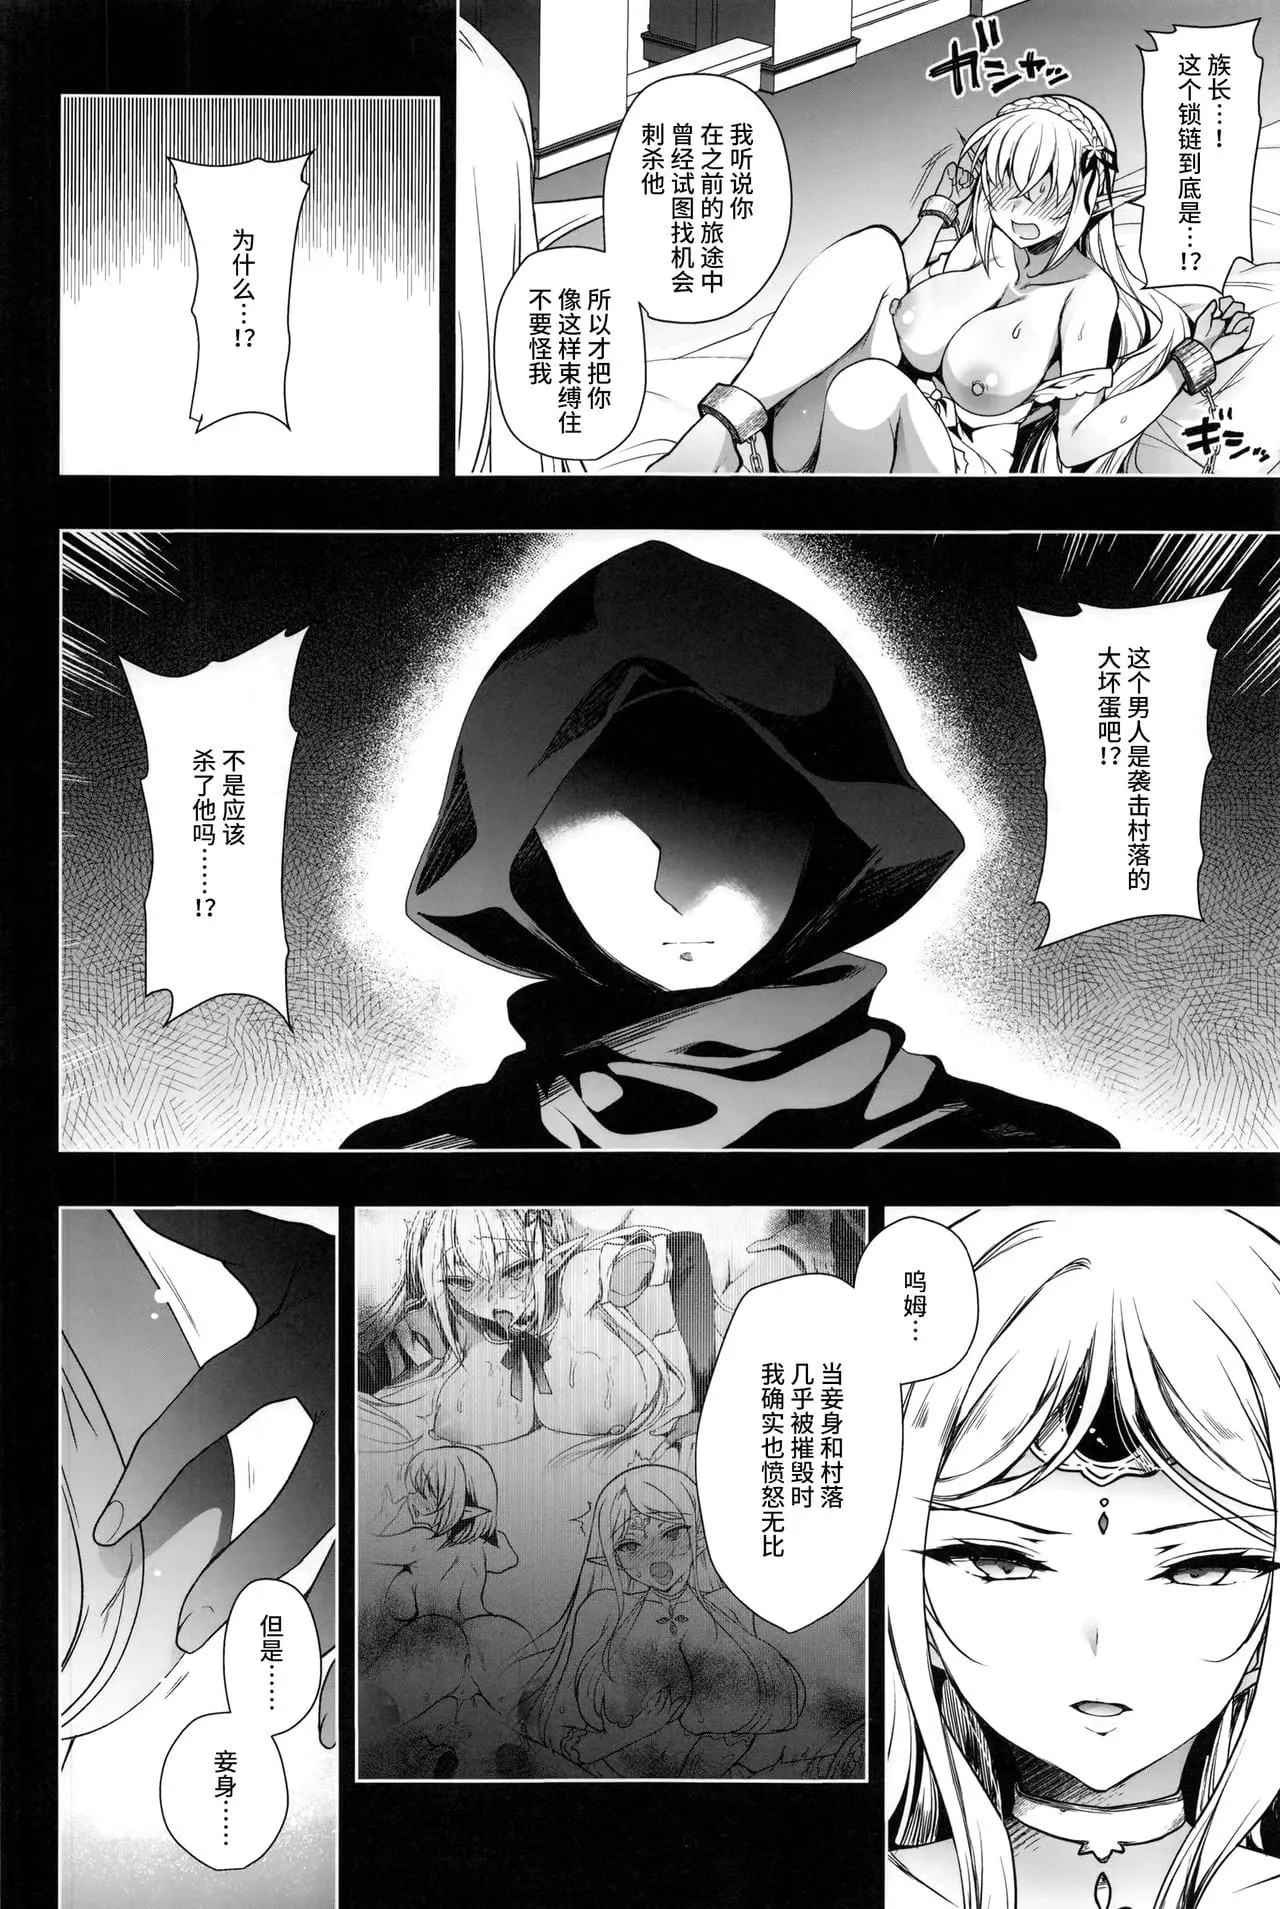 族长…！
这个锁链到底是…!?
ガシャッ
我听说你
在之前的旅途中
曾经试图找机会
刺杀他
所以才把你
像这样束缚住
不要怪我
ギシッ
为什么…!?
这个男人是袭击村落的
大坏蛋吧!?
不是应该
杀了他吗……!?
呜姆…
当妾身和村落
几乎被摧毁时
我确实也愤怒无比
但是……
妾身……